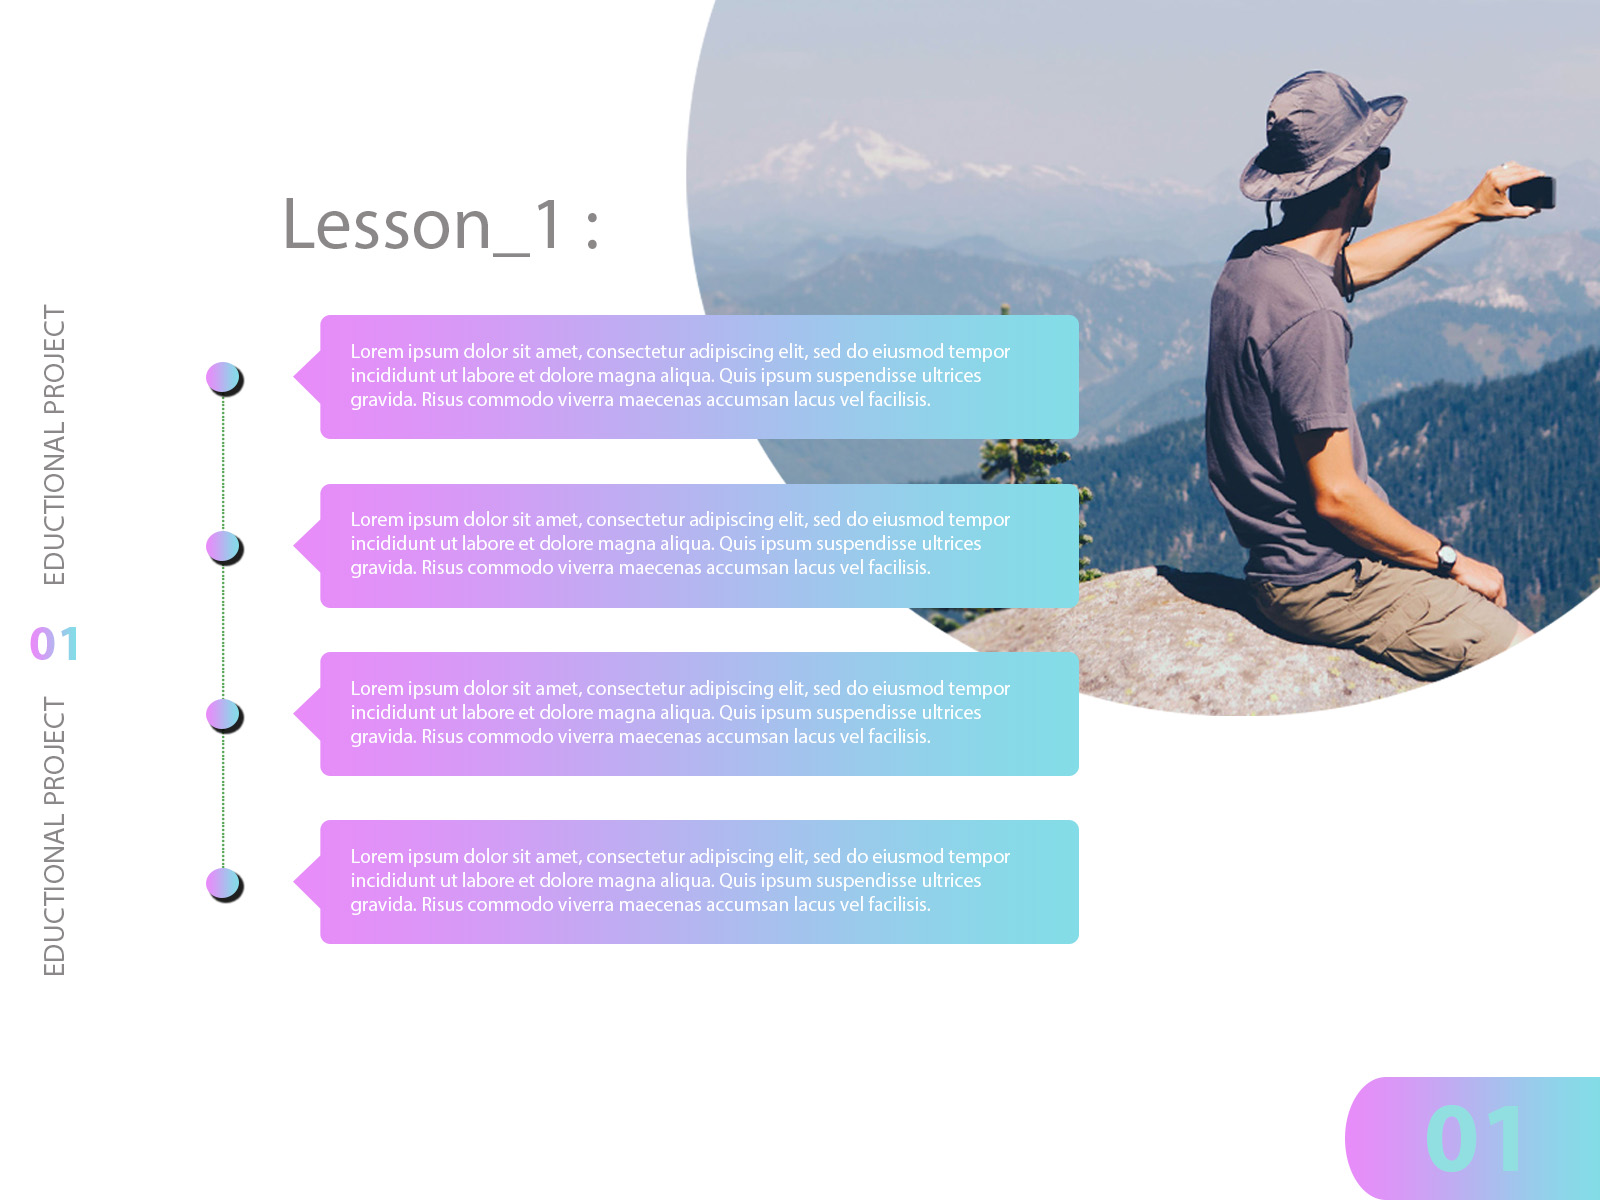 Lesson_1 :
EDUCTIONAL PROJECT
01
EDUCTIONAL PROJECT
Lorem ipsum dolor sit amet, consectetur adipiscing elit, sed do eiusmod tempor
incididunt ut labore et dolore magna aliqua. Quis ipsum suspendisse ultrices
gravida. Risus commodo viverra maecenas accumsan lacus vel facilisis.
Lorem ipsum dolor sit amet, consectetur adipiscing elit, sed do eiusmod tempor
incididunt ut labore et dolore magna aliqua. Quis ipsum suspendisse ultrices
gravida. Risus commodo viverra maecenas accumsan lacus vel facilisis.
Lorem ipsum dolor sit amet, consectetur adipiscing elit, sed do eiusmod tempor
incididunt ut labore et dolore magna aliqua. Quis ipsum suspendisse ultrices
gravida. Risus commodo viverra maecenas accumsan lacus vel facilisis.
Lorem ipsum dolor sit amet, consectetur adipiscing elit, sed do eiusmod tempor
incididunt ut labore et dolore magna aliqua. Quis ipsum suspendisse ultrices
gravida. Risus commodo viverra maecenas accumsan lacus vel facilisis.
01